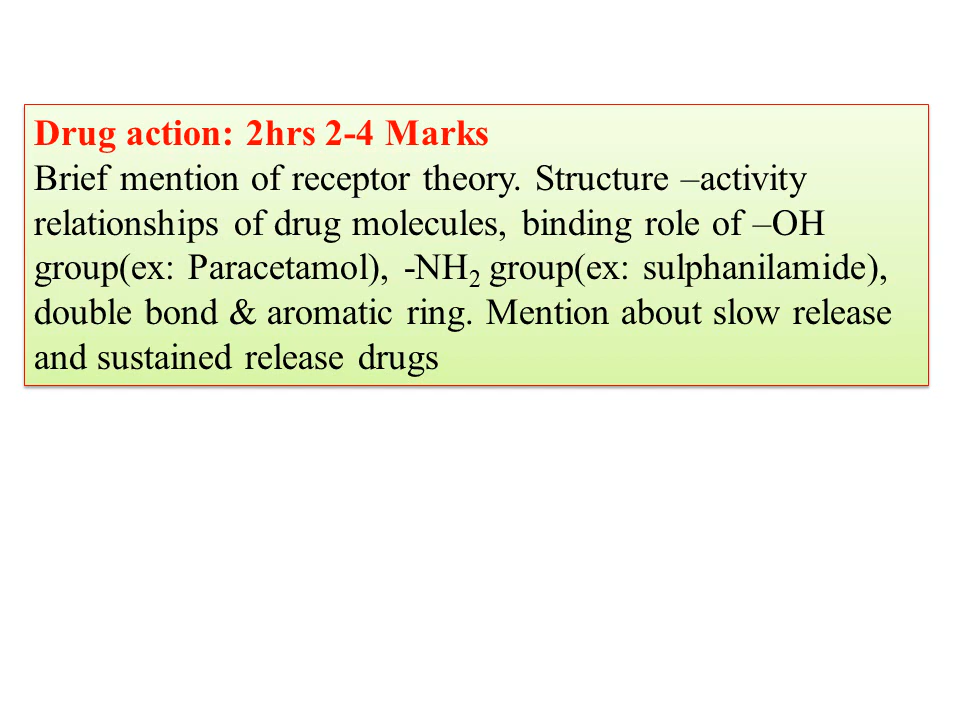 Drug action: 2hrs 2-4 Marks
Brief mention of receptor theory. Structure –activity
relationships of drug molecules, binding role of –OH
group(ex: Paracetamol), -NH2 group(ex: sulphanilamide),
double bond & aromatic ring. Mention about slow release
and sustained release drugs